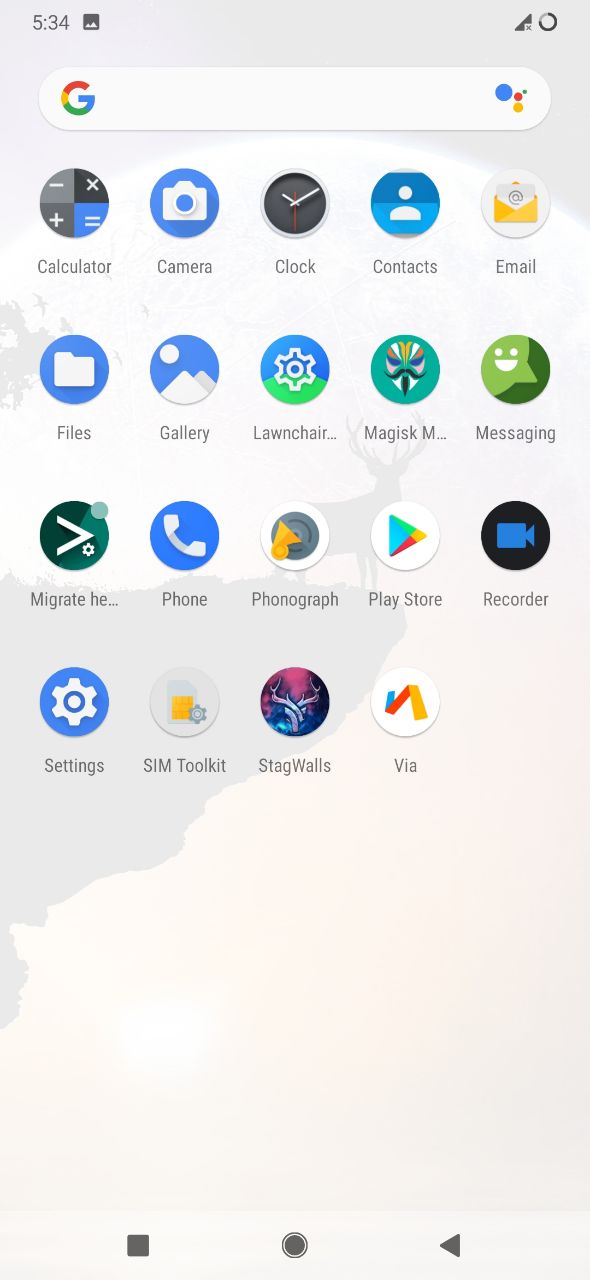 5:34
Calculator
Camera
Clock
Contacts
Email
Files
Gallery
Lawnchair...
Magisk M...
Messaging
Migrate he...
Phone
Phonograph
Play Store
Recorder
Settings
SIM Toolkit
StagWalls
Via